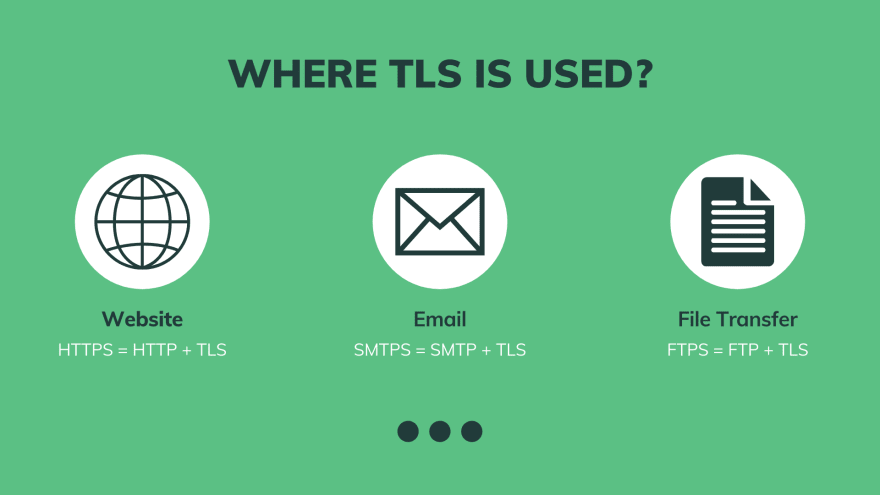 WHERE TLS IS USED?
Website
HTTPS = HTTP + TLS
Email
SMTPS = SMTP + TLS
File Transfer
FTPS = FTP + TLS